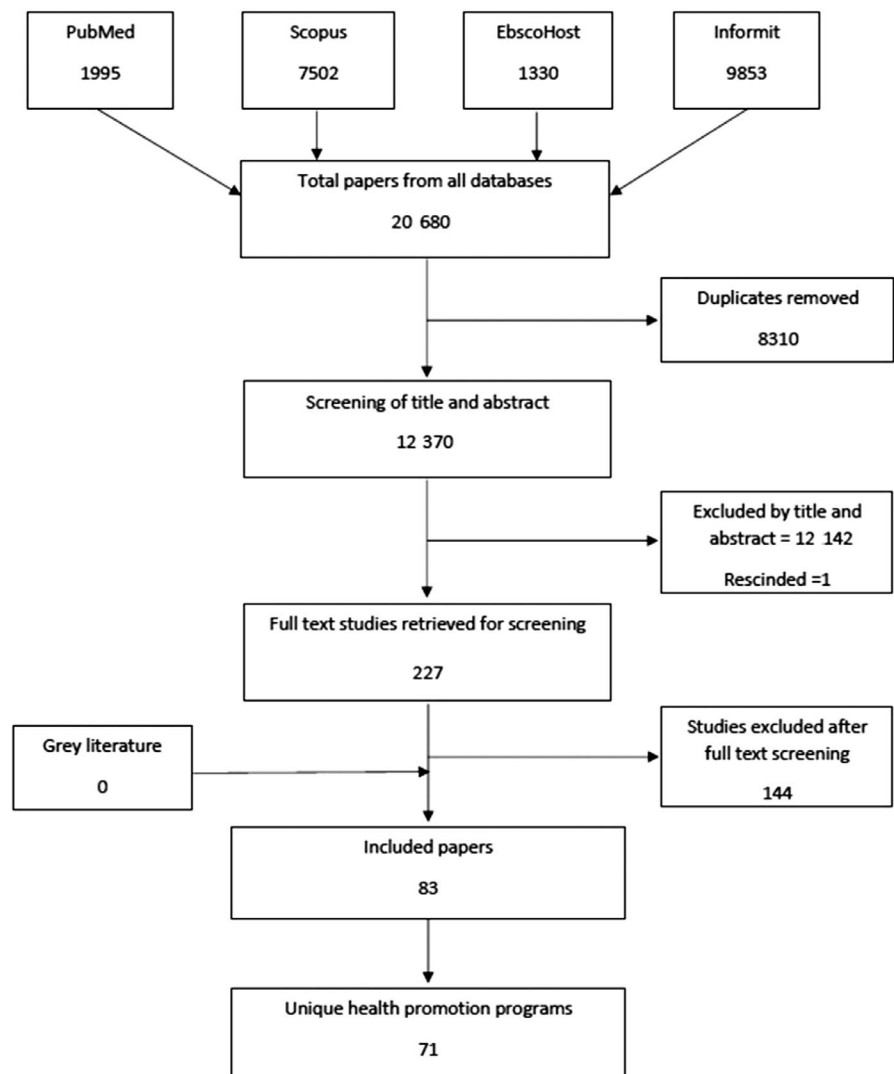 PubMed
1995
Scopus
7502
EbscoHost
1330
Informit
9853
Total papers from all databases
20 680
Duplicates removed
8310
Screening of title and abstract
12 370
Excluded by title and
abstract = 12 142
Rescinded =1
Full text studies retrieved for screening
227
Grey literature
0
Studies excluded after
full text screening
144
Included papers
83
Unique health promotion programs
71